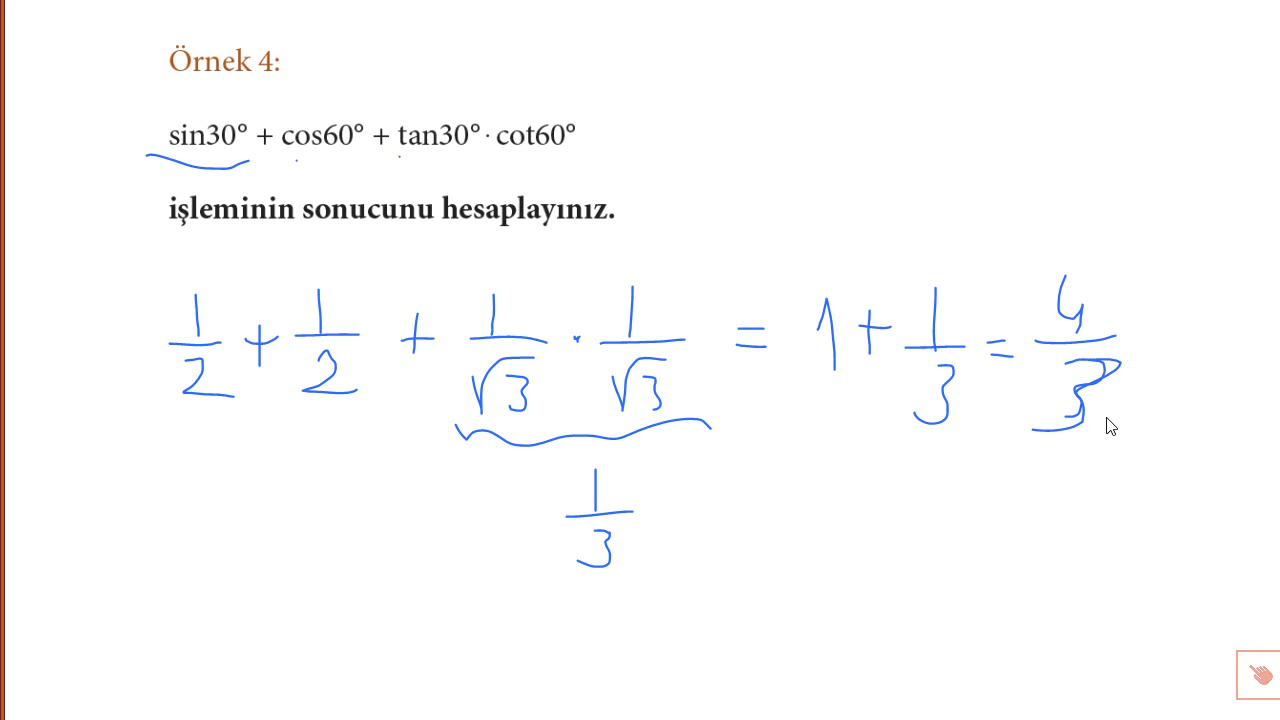 Örnek 4:
sin30° + cos60° + tan30° · cot60°
işleminin sonucunu hesaplayınız.
1/2 + 1/2 + 1/√3 · 1/√3 = 1 + 1/3 = 4/3
1/3